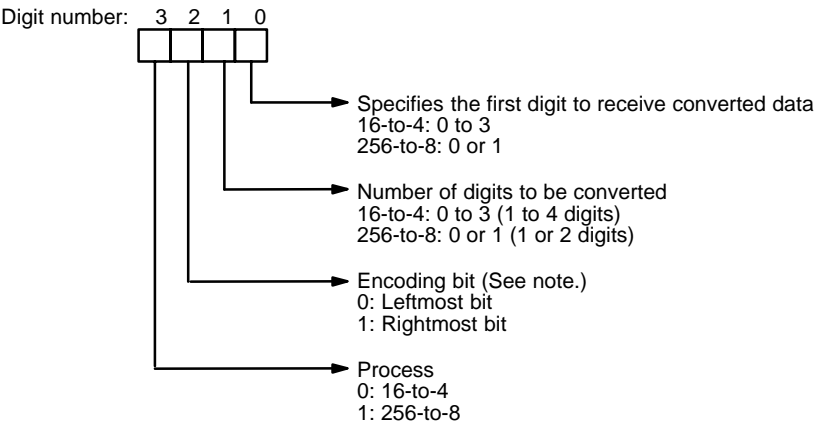 Digit number: 3 2 1 0
Specifies the first digit to receive converted data
16-to-4: 0 to 3
256-to-8: 0 or 1
Number of digits to be converted
16-to-4: 0 to 3 (1 to 4 digits)
256-to-8: 0 or 1 (1 or 2 digits)
Encoding bit (See note.)
0: Leftmost bit
1: Rightmost bit
Process
0: 16-to-4
1: 256-to-8